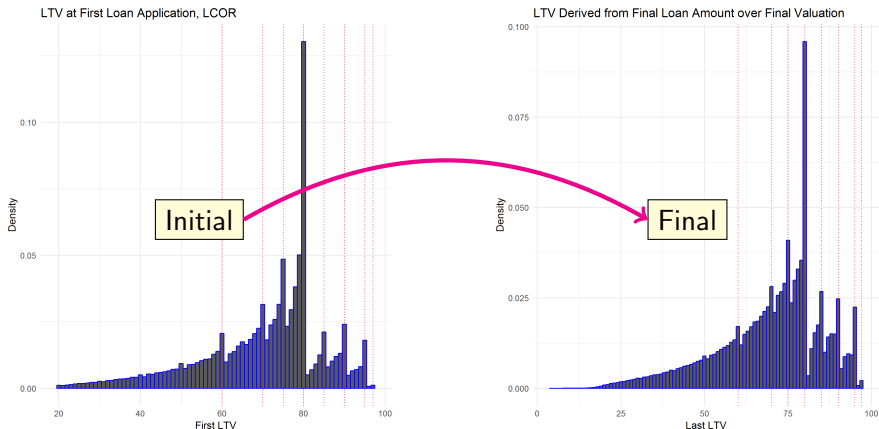 LTV at First Loan Application, LCOR
0.10
0.05
0.00
Density
20 40 60 80 100
First LTV
Initial
LTV Derived from Final Loan Amount over Final Valuation
0.100
0.075
0.050
0.025
0.000
Density
0 25 50 75 100
Last LTV
Final